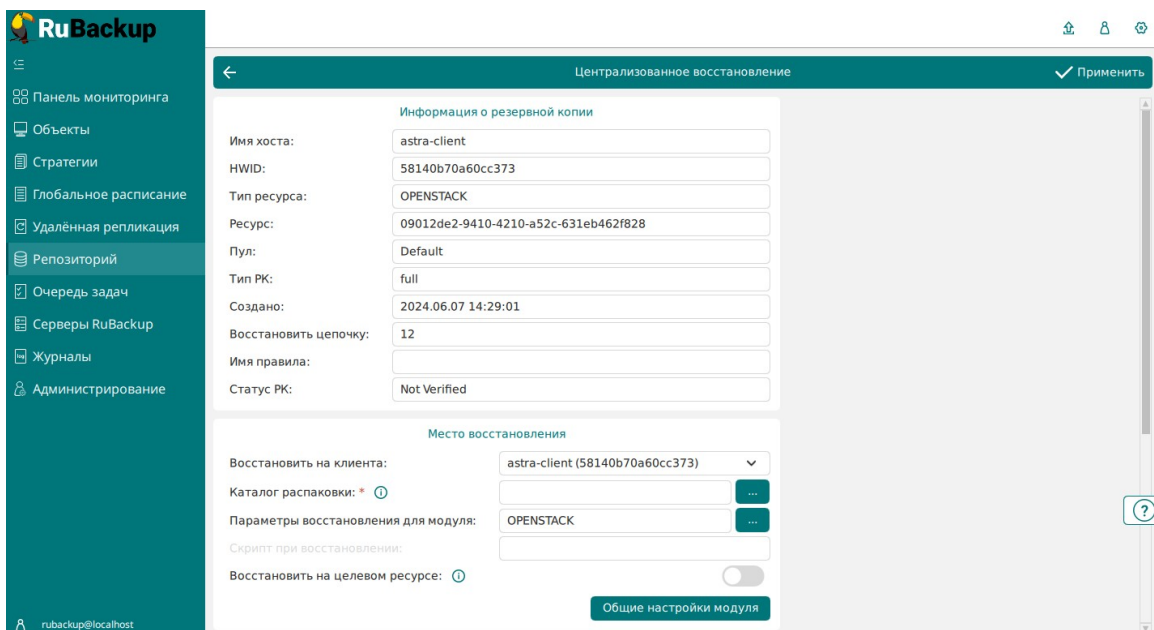 RuBackup
Централизованное восстановление
Применить
Панель мониторинга
Объекты
Стратегии
Глобальное расписание
Удалённая репликация
Репозиторий
Очередь задач
Серверы RuBackup
Журналы
Администрирование
rubackup@localhost
Информация о резервной копии
Имя хоста: astra-client
HWID: 58140b70a60cc373
Тип ресурса: OPENSTACK
Ресурс: 09012de2-9410-4210-a52c-631eb462f828
Пул: Default
Тип РК: full
Создано: 2024.06.07 14:29:01
Восстановить цепочку: 12
Имя правила:
Статус РК: Not Verified
Место восстановления
Восстановить на клиента: astra-client (58140b70a60cc373)
Каталог распаковки: * ...
Параметры восстановления для модуля: OPENSTACK ...
Скрипт при восстановлении:
Восстановить на целевом ресурсе:
Общие настройки модуля